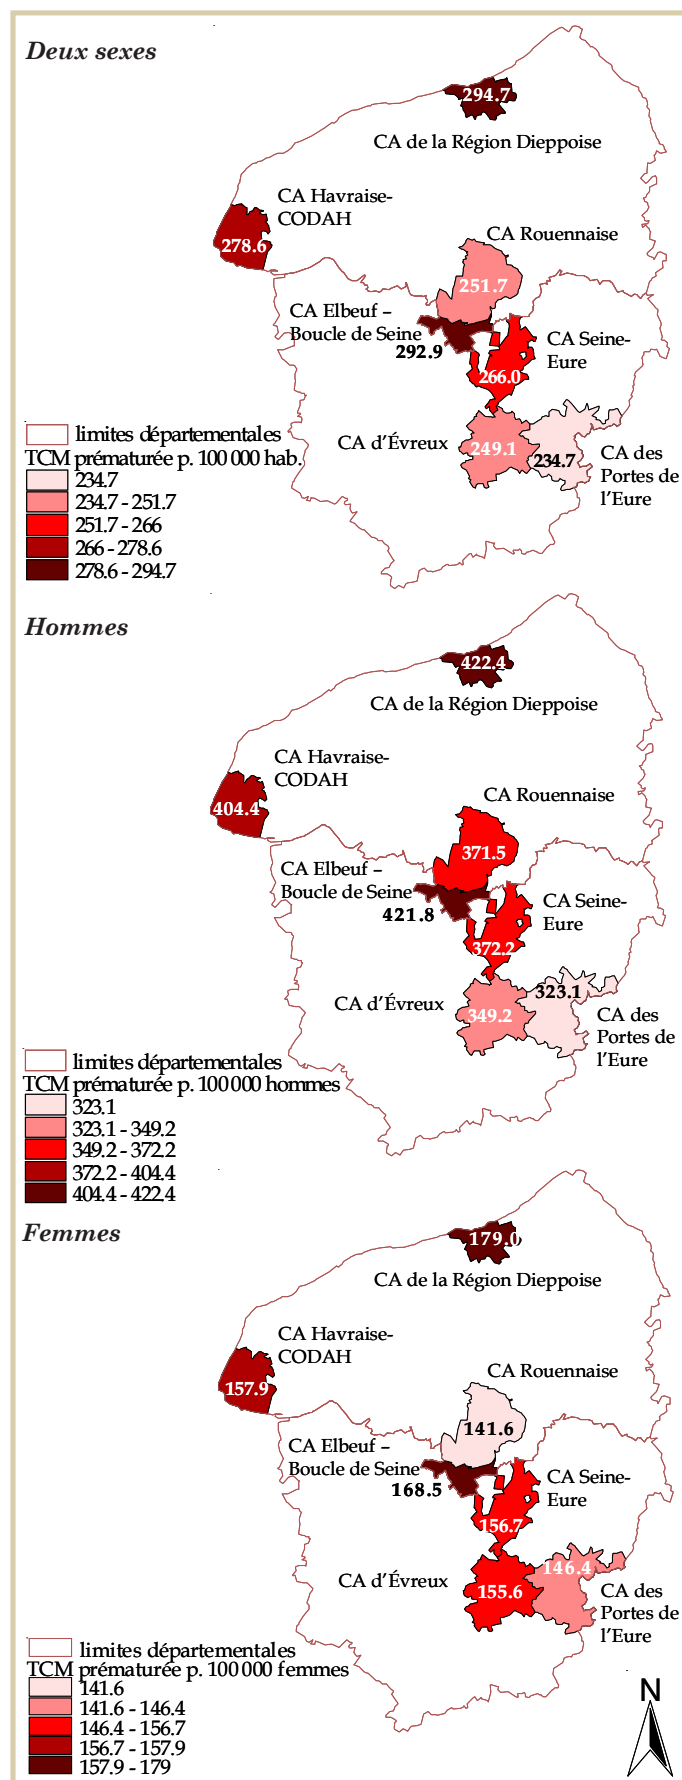 Deux sexes
294.7
CA de la Région Dieppoise
CA Havraise-
CODAH
278.6
CA Rouennaise
251.7
CA Elbeuf –
Boucle de Seine
292.9
CA Seine-
Eure
266.0
CA d'Évreux
249.1
234.7
CA des
Portes de
l'Eure
limites départementales
TCM prématurée p. 100 000 hab.
234.7
234.7 - 251.7
251.7 - 266
266 - 278.6
278.6 - 294.7
Hommes
422.4
CA de la Région Dieppoise
CA Havraise-
CODAH
404.4
CA Rouennaise
371.5
CA Elbeuf –
Boucle de Seine
421.8
CA Seine-
Eure
372.2
CA d'Évreux
349.2
323.1
CA des
Portes de
l'Eure
limites départementales
TCM prématurée p. 100 000 hommes
323.1
323.1 - 349.2
349.2 - 372.2
372.2 - 404.4
404.4 - 422.4
Femmes
179.0
CA de la Région Dieppoise
CA Havraise-
CODAH
157.9
CA Rouennaise
141.6
CA Elbeuf –
Boucle de Seine
168.5
CA Seine-
Eure
156.7
CA d'Évreux
155.6
146.4
CA des
Portes de
l'Eure
limites départementales
TCM prématurée p. 100 000 femmes
141.6
141.6 - 146.4
146.4 - 156.7
156.7 - 157.9
157.9 - 179
N